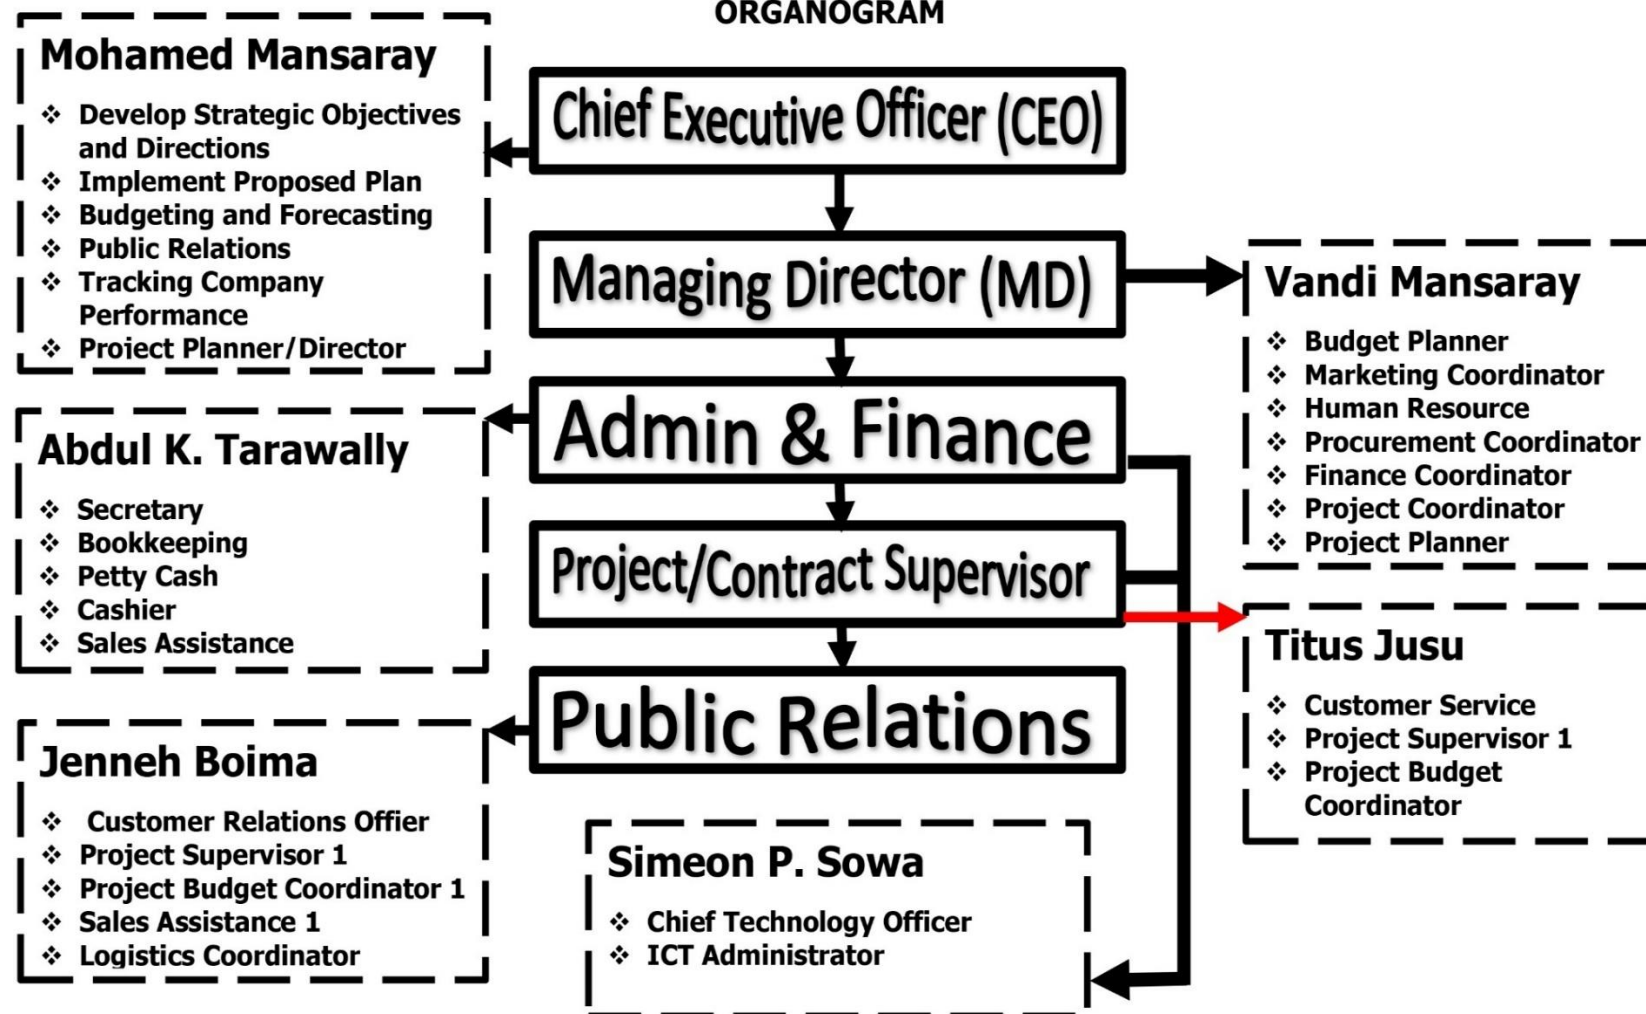 ORGANOGRAM
Mohamed Mansaray
❖ Develop Strategic Objectives
and Directions
❖ Implement Proposed Plan
❖ Budgeting and Forecasting
❖ Public Relations
❖ Tracking Company
Performance
❖ Project Planner/Director
Chief Executive Officer (CEO)
Managing Director (MD)
Vandi Mansaray
❖ Budget Planner
❖ Marketing Coordinator
❖ Human Resource
❖ Procurement Coordinator
❖ Finance Coordinator
❖ Project Coordinator
❖ Project Planner
Admin & Finance
Abdul K. Tarawally
❖ Secretary
❖ Bookkeeping
❖ Petty Cash
❖ Cashier
❖ Sales Assistance
Project/Contract Supervisor
Titus Jusu
❖ Customer Service
❖ Project Supervisor 1
❖ Project Budget
Coordinator
Public Relations
Jenneh Boima
❖ Customer Relations Offier
❖ Project Supervisor 1
❖ Project Budget Coordinator 1
❖ Sales Assistance 1
❖ Logistics Coordinator
Simeon P. Sowa
❖ Chief Technology Officer
❖ ICT Administrator